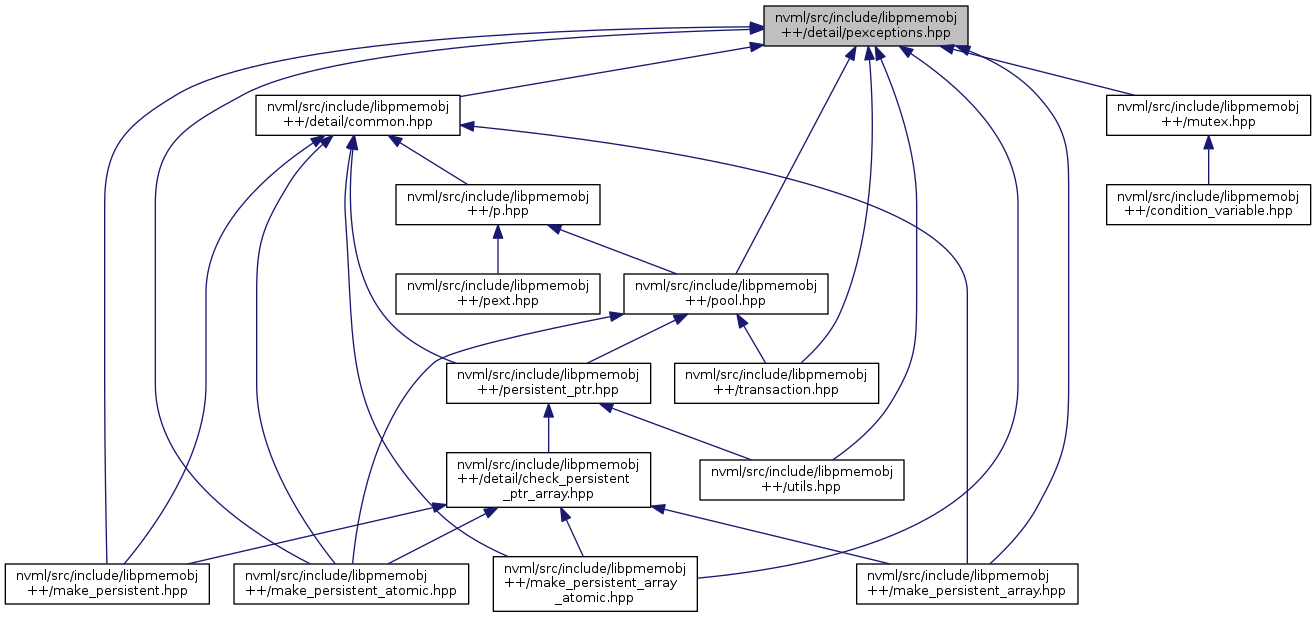 nvml/src/include/libpmemobj
++/detail/pexceptions.hpp
nvml/src/include/libpmemobj
++/detail/common.hpp
nvml/src/include/libpmemobj
++/mutex.hpp
nvml/src/include/libpmemobj
++/p.hpp
nvml/src/include/libpmemobj
++/condition_variable.hpp
nvml/src/include/libpmemobj
++/pext.hpp
nvml/src/include/libpmemobj
++/pool.hpp
nvml/src/include/libpmemobj
++/persistent_ptr.hpp
nvml/src/include/libpmemobj
++/transaction.hpp
nvml/src/include/libpmemobj
++/detail/check_persistent
_ptr_array.hpp
nvml/src/include/libpmemobj
++/utils.hpp
nvml/src/include/libpmemobj
++/make_persistent.hpp
nvml/src/include/libpmemobj
++/make_persistent_atomic.hpp
nvml/src/include/libpmemobj
++/make_persistent_array
_atomic.hpp
nvml/src/include/libpmemobj
++/make_persistent_array.hpp